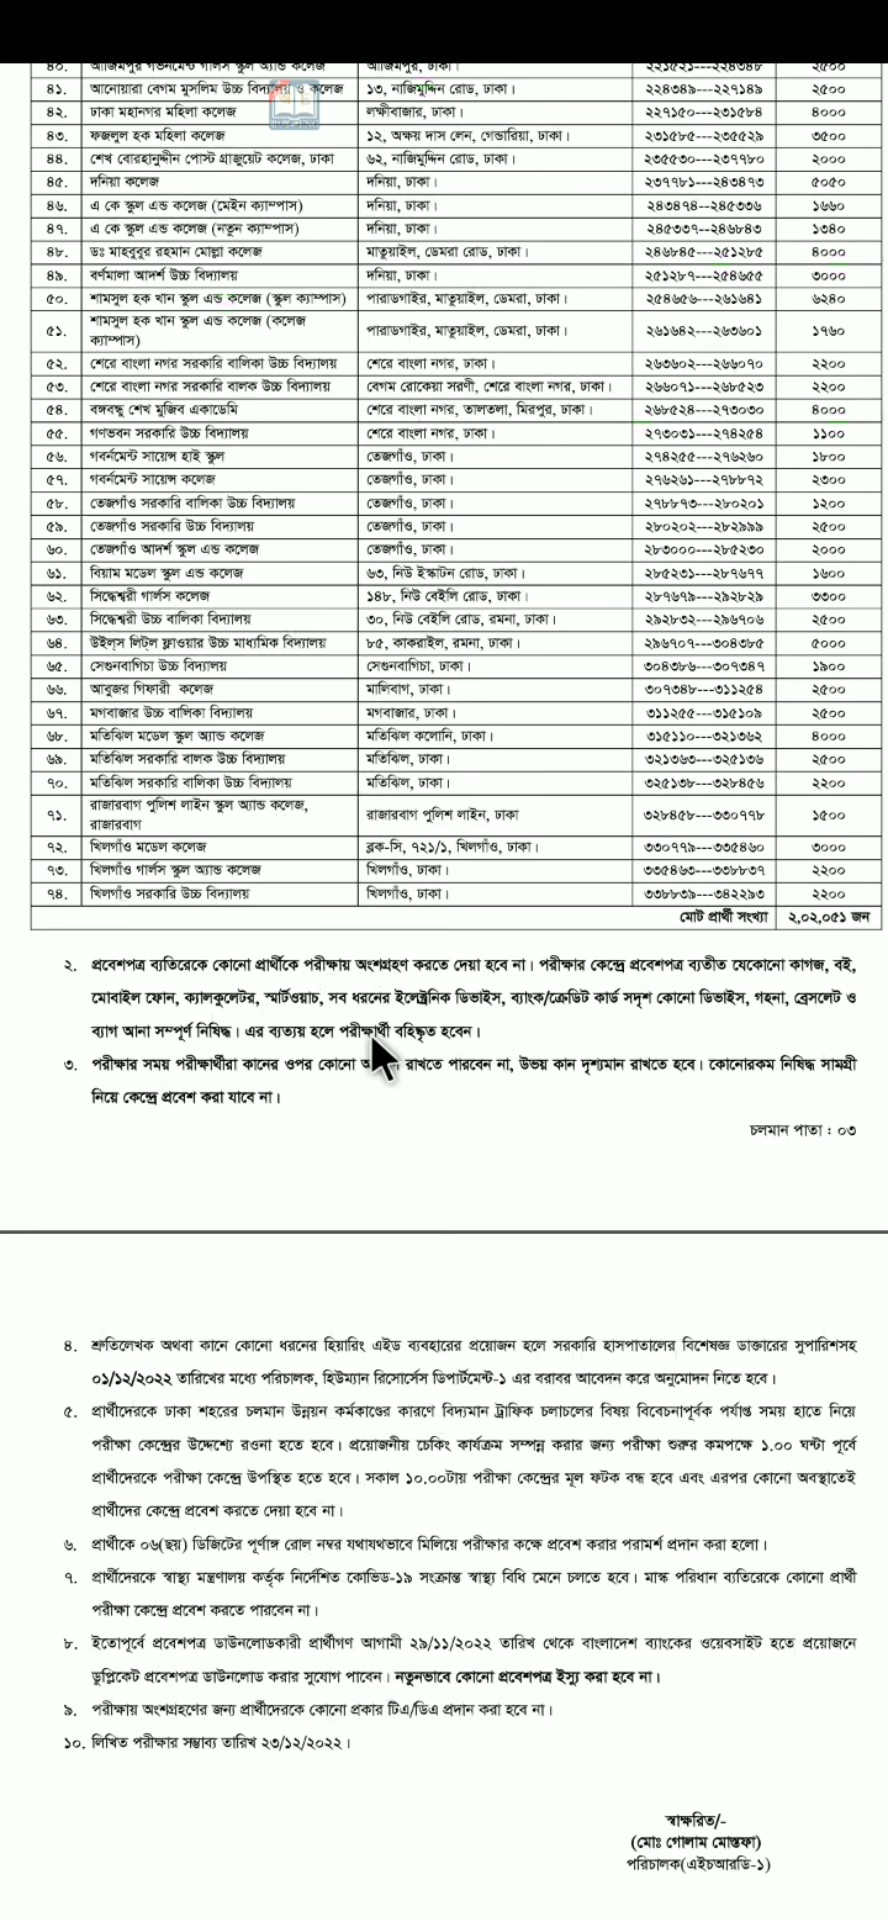 ৪০. আজিমপুর গভর্নমেন্ট গার্লস স্কুল অ্যান্ড কলেজ আজিমপুর, ঢাকা। ২২১৫২১---২২৪৩৪৮ ২৫০০
৪১. আনোয়ারা বেগম মুসলিম উচ্চ বিদ্যালয় ও কলেজ ১৩, নাজিমুদ্দিন রোড, ঢাকা। ২২৪৩৪৯---২২৭১৪৯ ২৫০০
৪২. ঢাকা মহানগর মহিলা কলেজ লক্ষীবাজার, ঢাকা। ২২৭১৫০---২৩১৫৮৪ ৪০০০
৪৩. ফজলুল হক মহিলা কলেজ ১২, অক্ষয় দাস লেন, গেন্ডারিয়া, ঢাকা। ২৩১৫৮৫---২৩৫৫২৯ ৩৫০০
৪৪. শেখ বোরহানুদ্দীন পোস্ট গ্রাজুয়েট কলেজ, ঢাকা ৬২, নাজিমুদ্দিন রোড, ঢাকা। ২৩৫৫৩০---২৩৭৭৮০ ২০০০
৪৫. দনিয়া কলেজ দনিয়া, ঢাকা। ২৩৭৭৮১---২৪৩৪৭৩ ৫০৫০
৪৬. এ কে স্কুল এন্ড কলেজ (মেইন ক্যাম্পাস) দনিয়া, ঢাকা। ২৪৩৪৭৪--২৪৫৩৩৬ ১৬৬০
৪৭. এ কে স্কুল এন্ড কলেজ (নতুন ক্যাম্পাস) দনিয়া, ঢাকা। ২৪৫৩৩৭--২৪৬৮৪৩ ১৩৪০
৪৮. ডঃ মাহবুবুর রহমান মোল্লা কলেজ মাতুয়াইল, ডেমরা রোড, ঢাকা। ২৪৬৮৪৫---২৫১২৮৫ ৪০০০
৪৯. বর্ণমালা আদর্শ উচ্চ বিদ্যালয় দনিয়া, ঢাকা। ২৫১২৮৭---২৫৪৬৫৫ ৩০০০
৫০. শামসুল হক খান স্কুল এন্ড কলেজ (স্কুল ক্যাম্পাস) পারাডগাইর, মাতুয়াইল, ডেমরা, ঢাকা। ২৫৪৬৫৬---২৬১৬৪১ ৬২৪০
৫১. শামসুল হক খান স্কুল এন্ড কলেজ (কলেজ
ক্যাম্পাস) পারাডগাইর, মাতুয়াইল, ডেমরা, ঢাকা। ২৬১৬৪২---২৬৩৬০১ ১৭৬০
৫২. শেরে বাংলা নগর সরকারি বালিকা উচ্চ বিদ্যালয় শেরে বাংলা নগর, ঢাকা। ২৬৩৬০২---২৬৬০৭০ ২২০০
৫৩. শেরে বাংলা নগর সরকারি বালক উচ্চ বিদ্যালয় বেগম রোকেয়া সরণী, শেরে বাংলা নগর, ঢাকা। ২৬৬০৭১---২৬৮৫২৩ ২২০০
৫৪. বঙ্গবন্ধু শেখ মুজিব একাডেমি শেরে বাংলা নগর, তালতলা, মিরপুর, ঢাকা। ২৬৮৫২৪---২৭৩০৩০ ৪০০০
৫৫. গণভবন সরকারি উচ্চ বিদ্যালয় শেরে বাংলা নগর, ঢাকা। ২৭৩০৩১---২৭৪২৫৪ ১১০০
৫৬. গবর্নমেন্ট সায়েন্স হাই স্কুল তেজগাঁও, ঢাকা। ২৭৪২৫৫---২৭৬২৬০ ১৮০০
৫৭. গবর্নমেন্ট সায়েন্স কলেজ তেজগাঁও, ঢাকা। ২৭৬২৬১---২৭৮৮৭২ ২৩০০
৫৮. তেজগাঁও সরকারি বালিকা উচ্চ বিদ্যালয় তেজগাঁও, ঢাকা। ২৭৮৮৭৩---২৮০২০১ ১২০০
৫৯. তেজগাঁও সরকারি উচ্চ বিদ্যালয় তেজগাঁও, ঢাকা। ২৮০২০২---২৮২৯৯৯ ২৫০০
৬০. তেজগাঁও আদর্শ স্কুল এন্ড কলেজ তেজগাঁও, ঢাকা। ২৮৩০০০---২৮৫২৩০ ২০০০
৬১. বিয়াম মডেল স্কুল এন্ড কলেজ ৬৩, নিউ ইস্কাটন রোড, ঢাকা। ২৮৫২৩১---২৮৭৬৭৭ ১৬০০
৬২. সিদ্ধেশ্বরী গার্লস কলেজ ১৪৮, নিউ বেইলি রোড, ঢাকা। ২৮৭৬৭৯---২৯২৮২৯ ৩৩০০
৬৩. সিদ্ধেশ্বরী উচ্চ বালিকা বিদ্যালয় ৩০, নিউ বেইলি রোড, রমনা, ঢাকা। ২৯২৮৩২---২৯৬৭০৬ ২৫০০
৬৪. উইল্‌স লিট্‌ল ফ্লাওয়ার উচ্চ মাধ্যমিক বিদ্যালয় ৮৫, কাকরাইল, রমনা, ঢাকা। ২৯৬৭০৭---৩০৪৩৮৫ ৫০০০
৬৫. সেগুনবাগিচা উচ্চ বিদ্যালয় সেগুনবাগিচা, ঢাকা। ৩০৪৩৮৬---৩০৭৩৪৭ ১৯০০
৬৬. আবুজর গিফারী কলেজ মালিবাগ, ঢাকা। ৩০৭৩৪৮---৩১১২৫৪ ২৫০০
৬৭. মগবাজার উচ্চ বালিকা বিদ্যালয় মগবাজার, ঢাকা। ৩১১২৫৫---৩১৫১০৯ ২৫০০
৬৮. মতিঝিল মডেল স্কুল অ্যান্ড কলেজ মতিঝিল কলোনি, ঢাকা। ৩১৫১১০---৩২১৩৬২ ৪০০০
৬৯. মতিঝিল সরকারি বালক উচ্চ বিদ্যালয় মতিঝিল, ঢাকা। ৩২১৩৬৩---৩২৫১৩৬ ২৫০০
৭০. মতিঝিল সরকারি বালিকা উচ্চ বিদ্যালয় মতিঝিল, ঢাকা। ৩২৫১৩৮---৩২৮৪৫৬ ২২০০
৭১. রাজারবাগ পুলিশ লাইন স্কুল অ্যান্ড কলেজ,
রাজারবাগ রাজারবাগ পুলিশ লাইন, ঢাকা ৩২৮৪৫৮---৩৩০৭৭৮ ১৫০০
৭২. খিলগাঁও মডেল কলেজ ব্লক-সি, ৭২১/১, খিলগাঁও, ঢাকা। ৩৩০৭৭৯---৩৩৫৪৬০ ৩০০০
৭৩. খিলগাঁও গার্লস স্কুল অ্যান্ড কলেজ খিলগাঁও, ঢাকা। ৩৩৫৪৬৩---৩৩৮৮৩৭ ২২০০
৭৪. খিলগাঁও সরকারি উচ্চ বিদ্যালয় খিলগাঁও, ঢাকা। ৩৩৮৮৩৯---৩৪২২৯৩ ২২০০
মোট প্রার্থী সংখ্যা ২,০২,০৫১ জন
২. প্রবেশপত্র ব্যতিরেকে কোনো প্রার্থীকে পরীক্ষায় অংশগ্রহণ করতে দেয়া হবে না। পরীক্ষার কেন্দ্রে প্রবেশপত্র ব্যতীত যেকোনো কাগজ, বই,
মোবাইল ফোন, ক্যালকুলেটর, স্মার্টওয়াচ, সব ধরনের ইলেক্ট্রনিক ডিভাইস, ব্যাংক/ক্রেডিট কার্ড সদৃশ কোনো ডিভাইস, গহনা, ব্রেসলেট ও
ব্যাগ আনা সম্পূর্ণ নিষিদ্ধ। এর ব্যত্যয় হলে পরীক্ষার্থী বহিষ্কৃত হবেন।
৩. পরীক্ষার সময় পরীক্ষার্থীরা কানের ওপর কোনো রাখতে পারবেন না, উভয় কান দৃশ্যমান রাখতে হবে। কোনোরকম নিষিদ্ধ সামগ্রী
নিয়ে কেন্দ্রে প্রবেশ করা যাবে না।
চলমান পাতা : ০৩
৪. শ্রুতিলেখক অথবা কানে কোনো ধরনের হিয়ারিং এইড ব্যবহারের প্রয়োজন হলে সরকারি হাসপাতালের বিশেষজ্ঞ ডাক্তারের সুপারিশসহ
০১/১২/২০২২ তারিখের মধ্যে পরিচালক, হিউম্যান রিসোর্সেস ডিপার্টমেন্ট-১ এর বরাবর আবেদন করে অনুমোদন নিতে হবে।
৫. প্রার্থীদেরকে ঢাকা শহরের চলমান উন্নয়ন কর্মকাণ্ডের কারণে বিদ্যমান ট্রাফিক চলাচলের বিষয় বিবেচনাপূর্বক পর্যাপ্ত সময় হাতে নিয়ে
পরীক্ষা কেন্দ্রের উদ্দেশ্যে রওনা হতে হবে। প্রয়োজনীয় চেকিং কার্যক্রম সম্পন্ন করার জন্য পরীক্ষা শুরুর কমপক্ষে ১.০০ ঘন্টা পূর্বে
প্রার্থীদেরকে পরীক্ষা কেন্দ্রে উপস্থিত হতে হবে। সকাল ১০.০০টায় পরীক্ষা কেন্দ্রের মূল ফটক বন্ধ হবে এবং এরপর কোনো অবস্থাতেই
প্রার্থীদের কেন্দ্রে প্রবেশ করতে দেয়া হবে না।
৬. প্রার্থীকে ০৬(ছয়) ডিজিটের পূর্ণাঙ্গ রোল নম্বর যথাযথভাবে মিলিয়ে পরীক্ষার কক্ষে প্রবেশ করার পরামর্শ প্রদান করা হলো।
৭. প্রার্থীদেরকে স্বাস্থ্য মন্ত্রণালয় কর্তৃক নির্দেশিত কোভিড-১৯ সংক্রান্ত স্বাস্থ্য বিধি মেনে চলতে হবে। মাস্ক পরিধান ব্যতিরেকে কোনো প্রার্থী
পরীক্ষা কেন্দ্রে প্রবেশ করতে পারবেন না।
৮. ইতোপূর্বে প্রবেশপত্র ডাউনলোডকারী প্রার্থীগণ আগামী ২৯/১১/২০২২ তারিখ থেকে বাংলাদেশ ব্যাংকের ওয়েবসাইট হতে প্রয়োজনে
ডুপ্লিকেট প্রবেশপত্র ডাউনলোড করার সুযোগ পাবেন। নতুনভাবে কোনো প্রবেশপত্র ইস্যু করা হবে না।
৯. পরীক্ষায় অংশগ্রহণের জন্য প্রার্থীদেরকে কোনো প্রকার টিএ/ডিএ প্রদান করা হবে না।
১০. লিখিত পরীক্ষার সম্ভাব্য তারিখ ২৩/১২/২০২২।
স্বাক্ষরিত/-
(মোঃ গোলাম মোস্তফা)
পরিচালক(এইচআরডি-১)